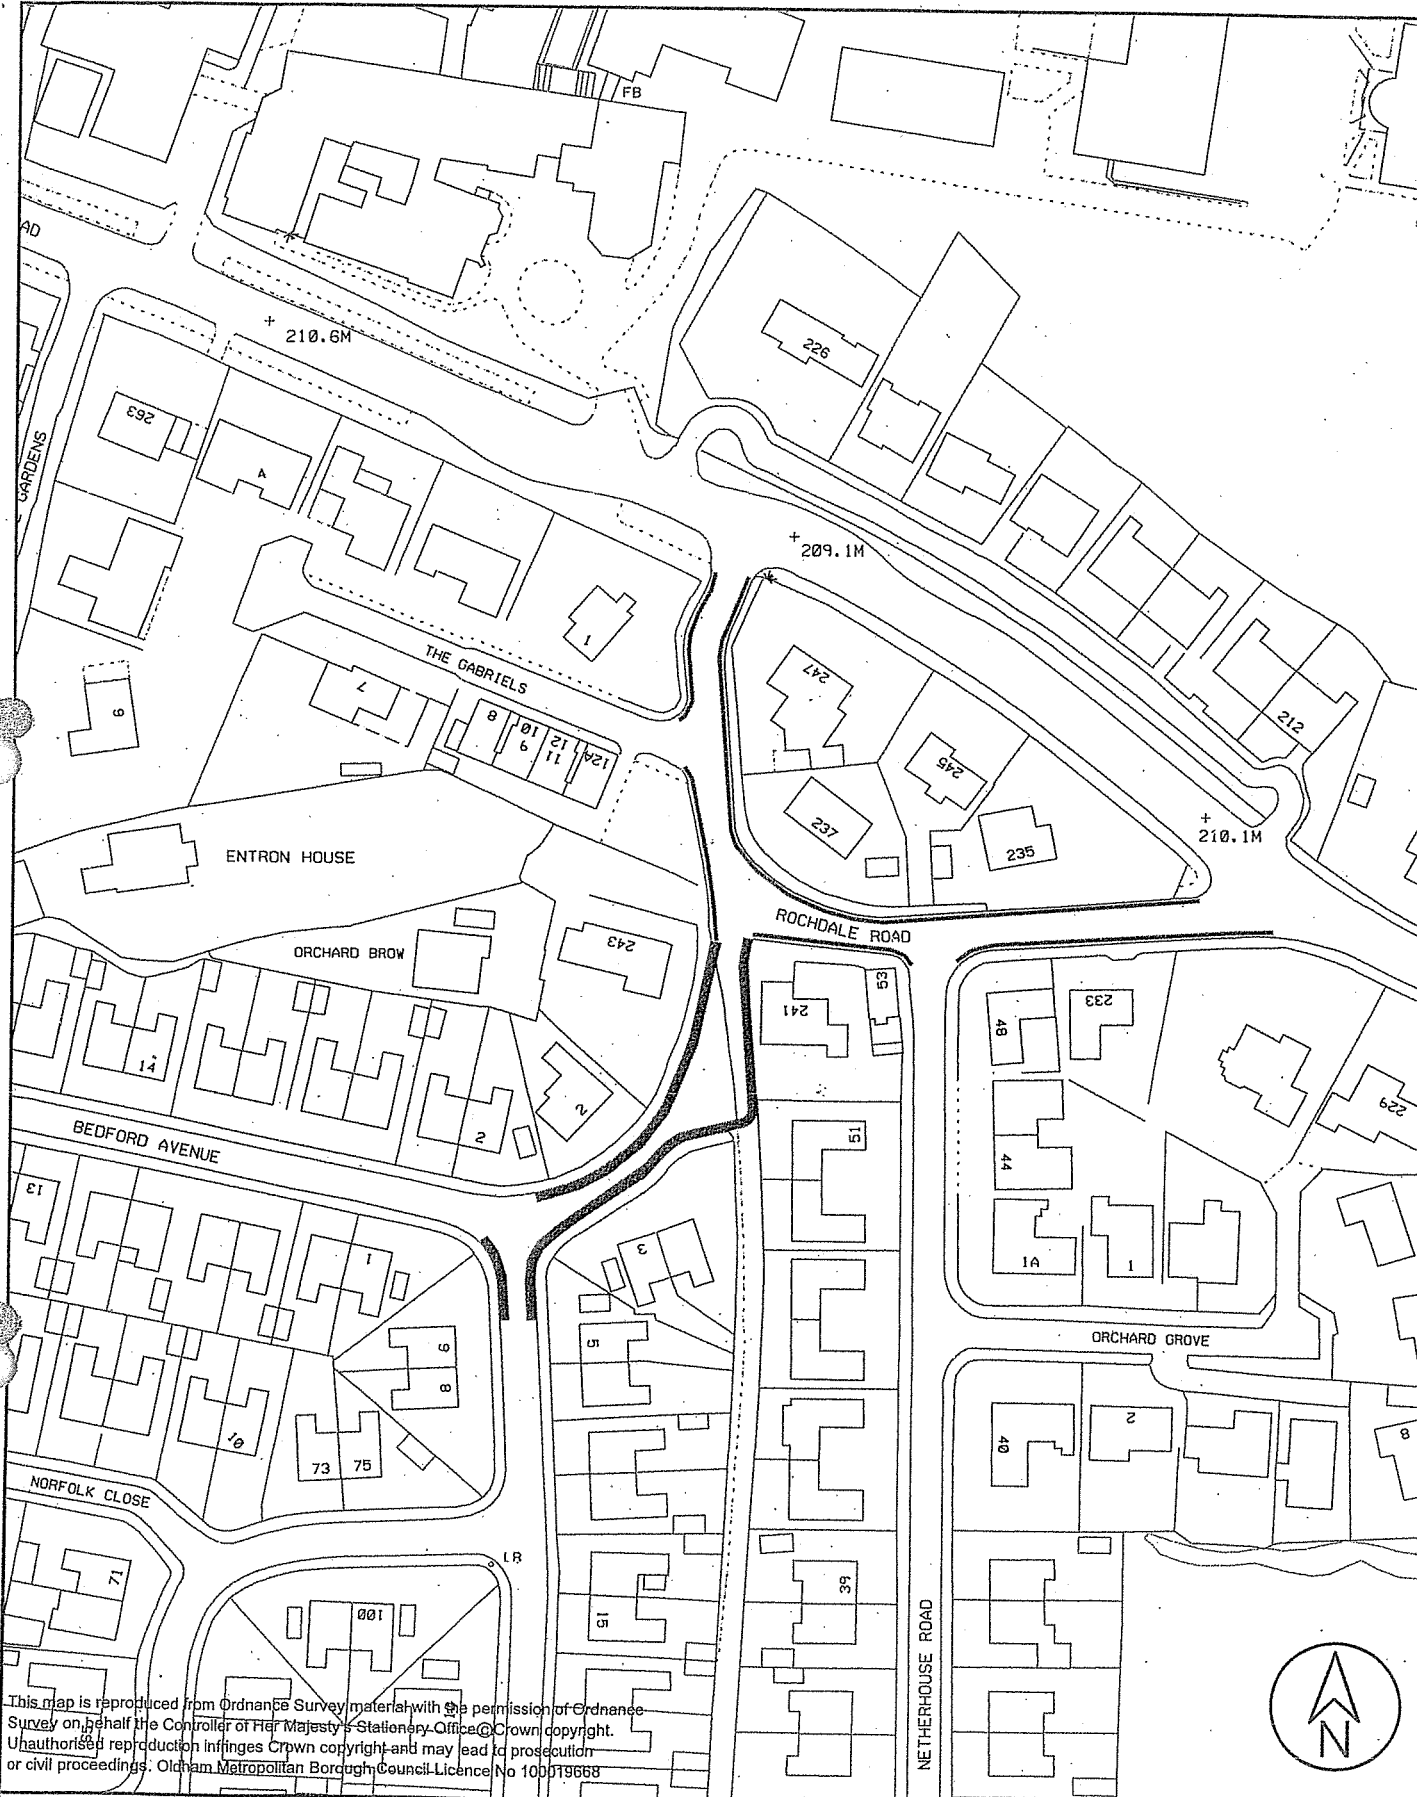 FB
AD
210.6M
226
263
GARDENS
4
209.1M
1
THE GABRIELS
247
7
212
6
8
10
9
12
11
12A
245
237
210.1M
235
ENTRON HOUSE
ROCHDALE ROAD
243
ORCHARD BROW
53
241
48
233
14
2
229
2
BEDFORD AVENUE
51
44
13
3
1
1A
1
ORCHARD GROVE
5
6
8
2
8
10
40
73
75
NORFOLK CLOSE
LB
71
39
100
15
NETHERHOUSE ROAD
N
This map is reproduced from Ordnance Survey material with the permission of Ordnance
Survey on behalf the Controller of Her Majesty's Stationery Office©Crown copyright.
Unauthorised reproduction infringes Crown copyright and may lead to prosecution
or civil proceedings. Oldham Metropolitan Borough Council Licence No 100019668